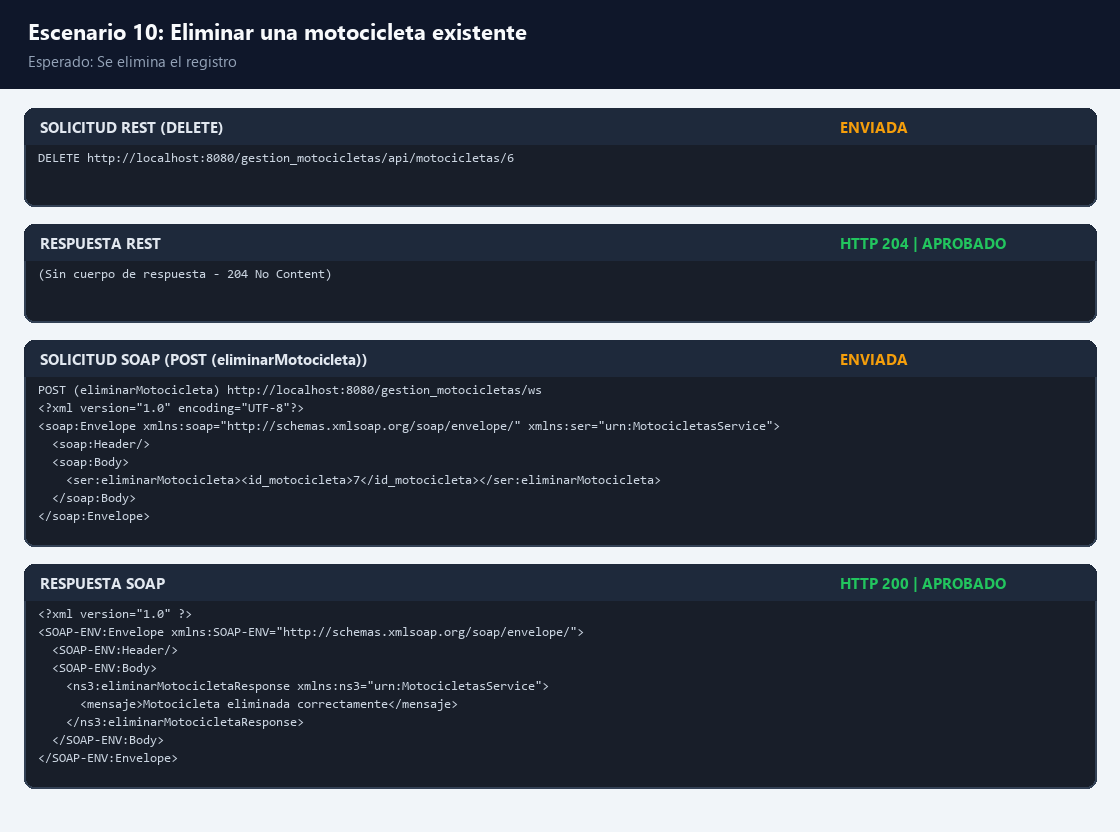 Escenario 10: Eliminar una motocicleta existente
Esperado: Se elimina el registro
SOLICITUD REST (DELETE) ENVIADA
DELETE http://localhost:8080/gestion_motocicletas/api/motocicletas/6
RESPUESTA REST HTTP 204 | APROBADO
(Sin cuerpo de respuesta - 204 No Content)
SOLICITUD SOAP (POST (eliminarMotocicleta)) ENVIADA
POST (eliminarMotocicleta) http://localhost:8080/gestion_motocicletas/ws
<?xml version="1.0" encoding="UTF-8"?>
<soap:Envelope xmlns:soap="http://schemas.xmlsoap.org/soap/envelope/" xmlns:ser="urn:MotocicletasService">
  <soap:Header/>
  <soap:Body>
    <ser:eliminarMotocicleta><id_motocicleta>7</id_motocicleta></ser:eliminarMotocicleta>
  </soap:Body>
</soap:Envelope>
RESPUESTA SOAP HTTP 200 | APROBADO
<?xml version="1.0" ?>
<SOAP-ENV:Envelope xmlns:SOAP-ENV="http://schemas.xmlsoap.org/soap/envelope/">
  <SOAP-ENV:Header/>
  <SOAP-ENV:Body>
    <ns3:eliminarMotocicletaResponse xmlns:ns3="urn:MotocicletasService">
      <mensaje>Motocicleta eliminada correctamente</mensaje>
    </ns3:eliminarMotocicletaResponse>
  </SOAP-ENV:Body>
</SOAP-ENV:Envelope>